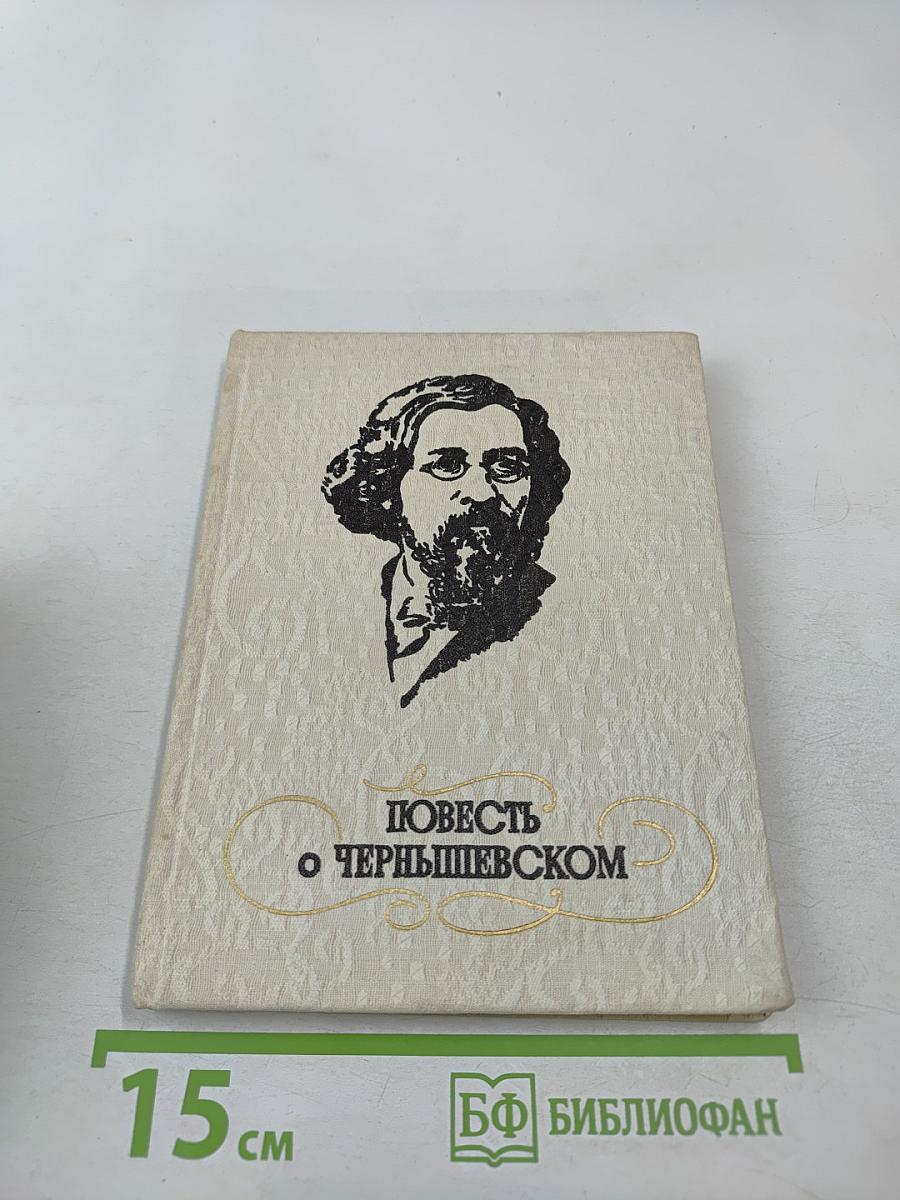 ПОВЕСТЬ
о ЧЕРНЫШЕВСКОМ
15 см
БФ БИБЛИОФАН